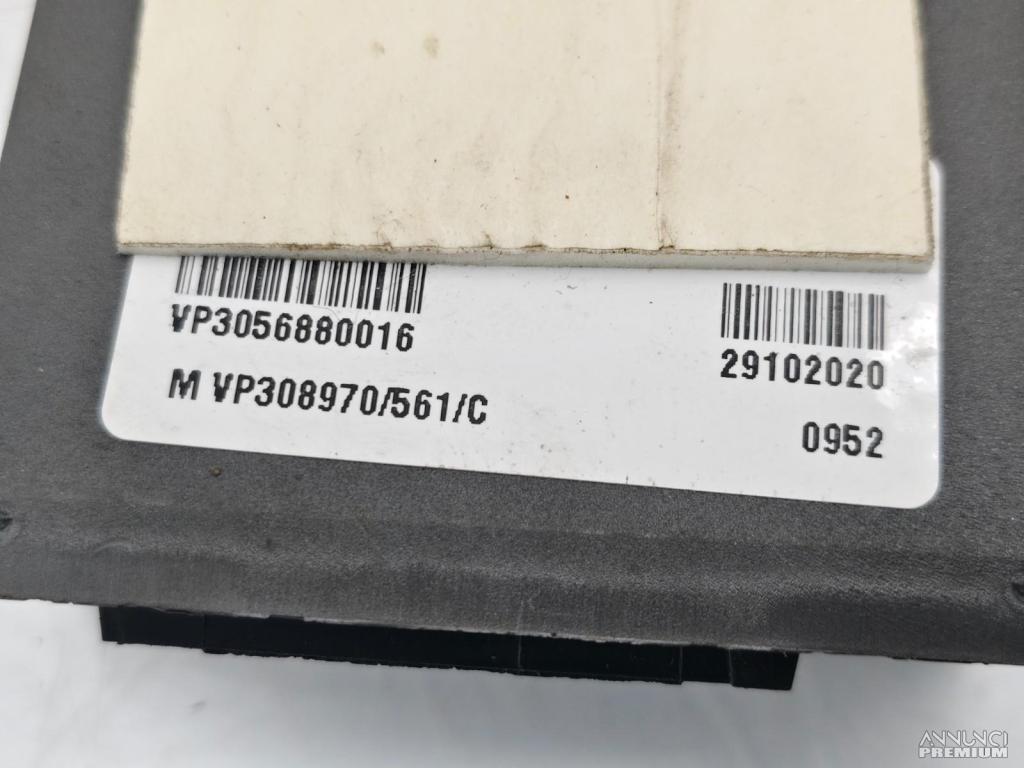 VP3056880016
29102020
M VP308970/561/C
0952
ANNUNCI
PREMIUM